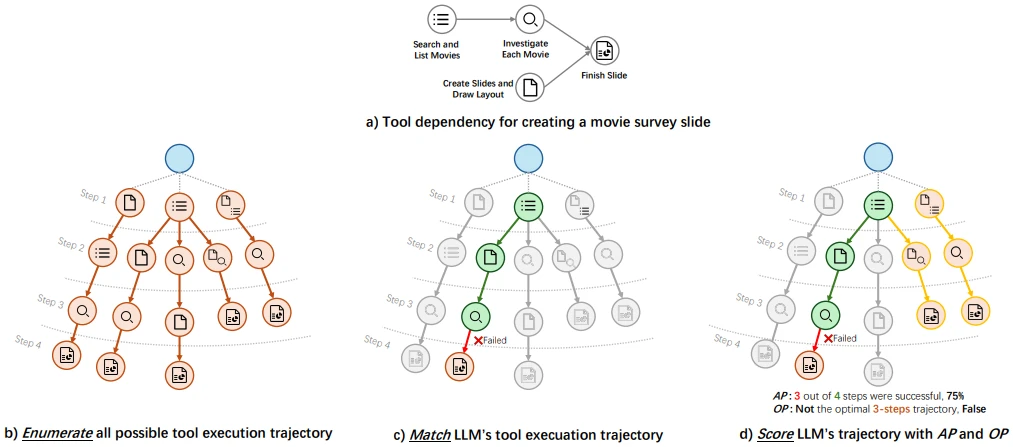 Search and
List Movies
Investigate
Each Movie
Create Slides and
Draw Layout
Finish Slide
a) Tool dependency for creating a movie survey slide
Step 1
Step 2
Step 3
Step 4
b) Enumerate all possible tool execution trajectory
Step 1
Step 2
Step 3
Step 4
Failed
c) Match LLM's tool execuation trajectory
Step 1
Step 2
Step 3
Step 4
Failed
AP : 3 out of 4 steps were successful, 75%
OP : Not the optimal 3-steps trajectory, False
d) Score LLM's trajectory with AP and OP